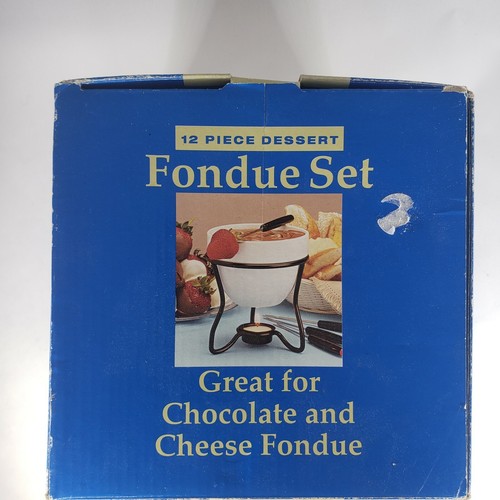 12 PIECE DESSERT
Fondue Set
Great for
Chocolate and
Cheese Fondue